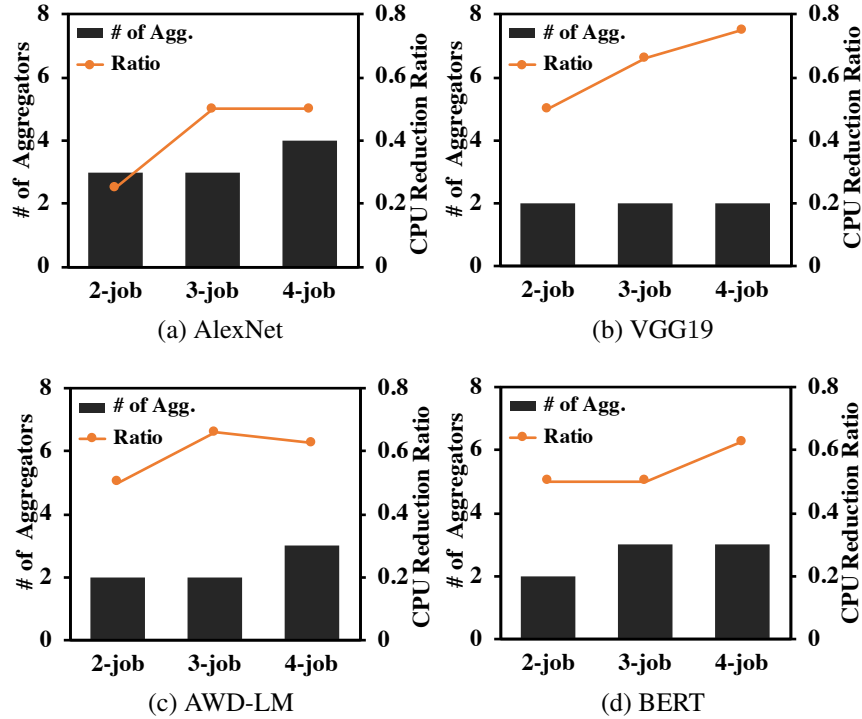 # of Aggregators
8
6
4
2
0
# of Agg.
Ratio
0.8
0.6
0.4
0.2
0
CPU Reduction Ratio
2-job 3-job 4-job
(a) AlexNet
# of Aggregators
8
6
4
2
0
# of Agg.
Ratio
0.8
0.6
0.4
0.2
0
CPU Reduction Ratio
2-job 3-job 4-job
(b) VGG19
# of Aggregators
8
6
4
2
0
# of Agg.
Ratio
0.8
0.6
0.4
0.2
0
CPU Reduction Ratio
2-job 3-job 4-job
(c) AWD-LM
# of Aggregators
8
6
4
2
0
# of Agg.
Ratio
0.8
0.6
0.4
0.2
0
CPU Reduction Ratio
2-job 3-job 4-job
(d) BERT